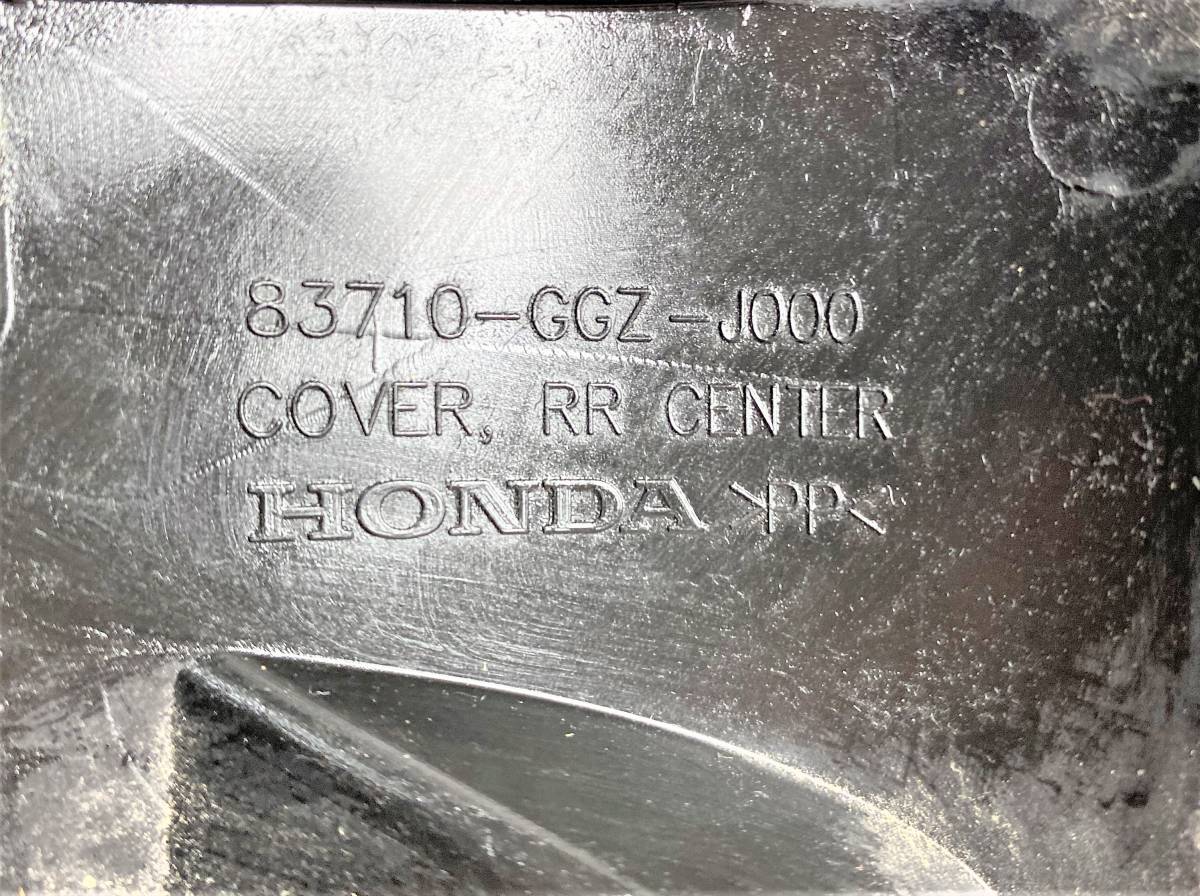 83710-GGZ-J000
COVER, RR CENTER
HONDA >PP<